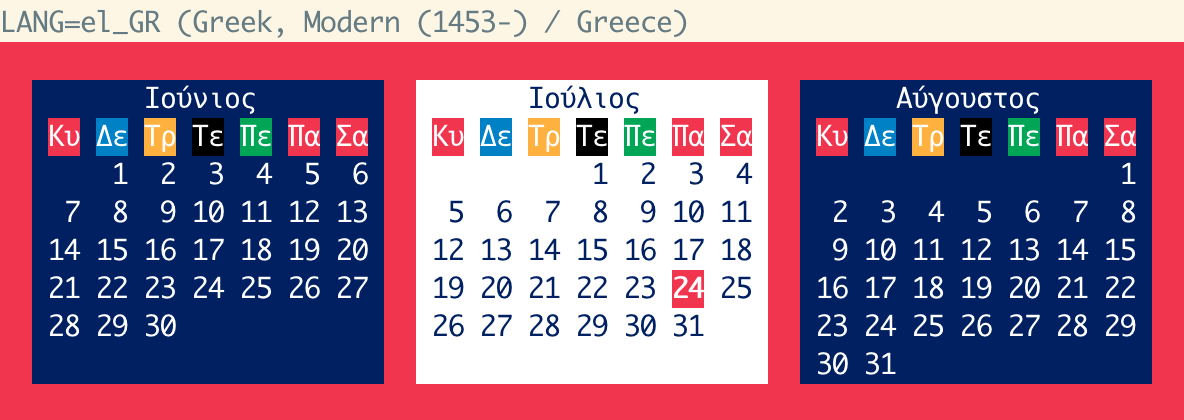 LANG=el_GR (Greek, Modern (1453-) / Greece)
Ιούνιος
Κυ Δε Τρ Τε Πε Πα Σα
1 2 3 4 5 6
7 8 9 10 11 12 13
14 15 16 17 18 19 20
21 22 23 24 25 26 27
28 29 30
Ιούλιος
Κυ Δε Τρ Τε Πε Πα Σα
1 2 3 4
5 6 7 8 9 10 11
12 13 14 15 16 17 18
19 20 21 22 23 24 25
26 27 28 29 30 31
Αύγουστος
Κυ Δε Τρ Τε Πε Πα Σα
1
2 3 4 5 6 7 8
9 10 11 12 13 14 15
16 17 18 19 20 21 22
23 24 25 26 27 28 29
30 31